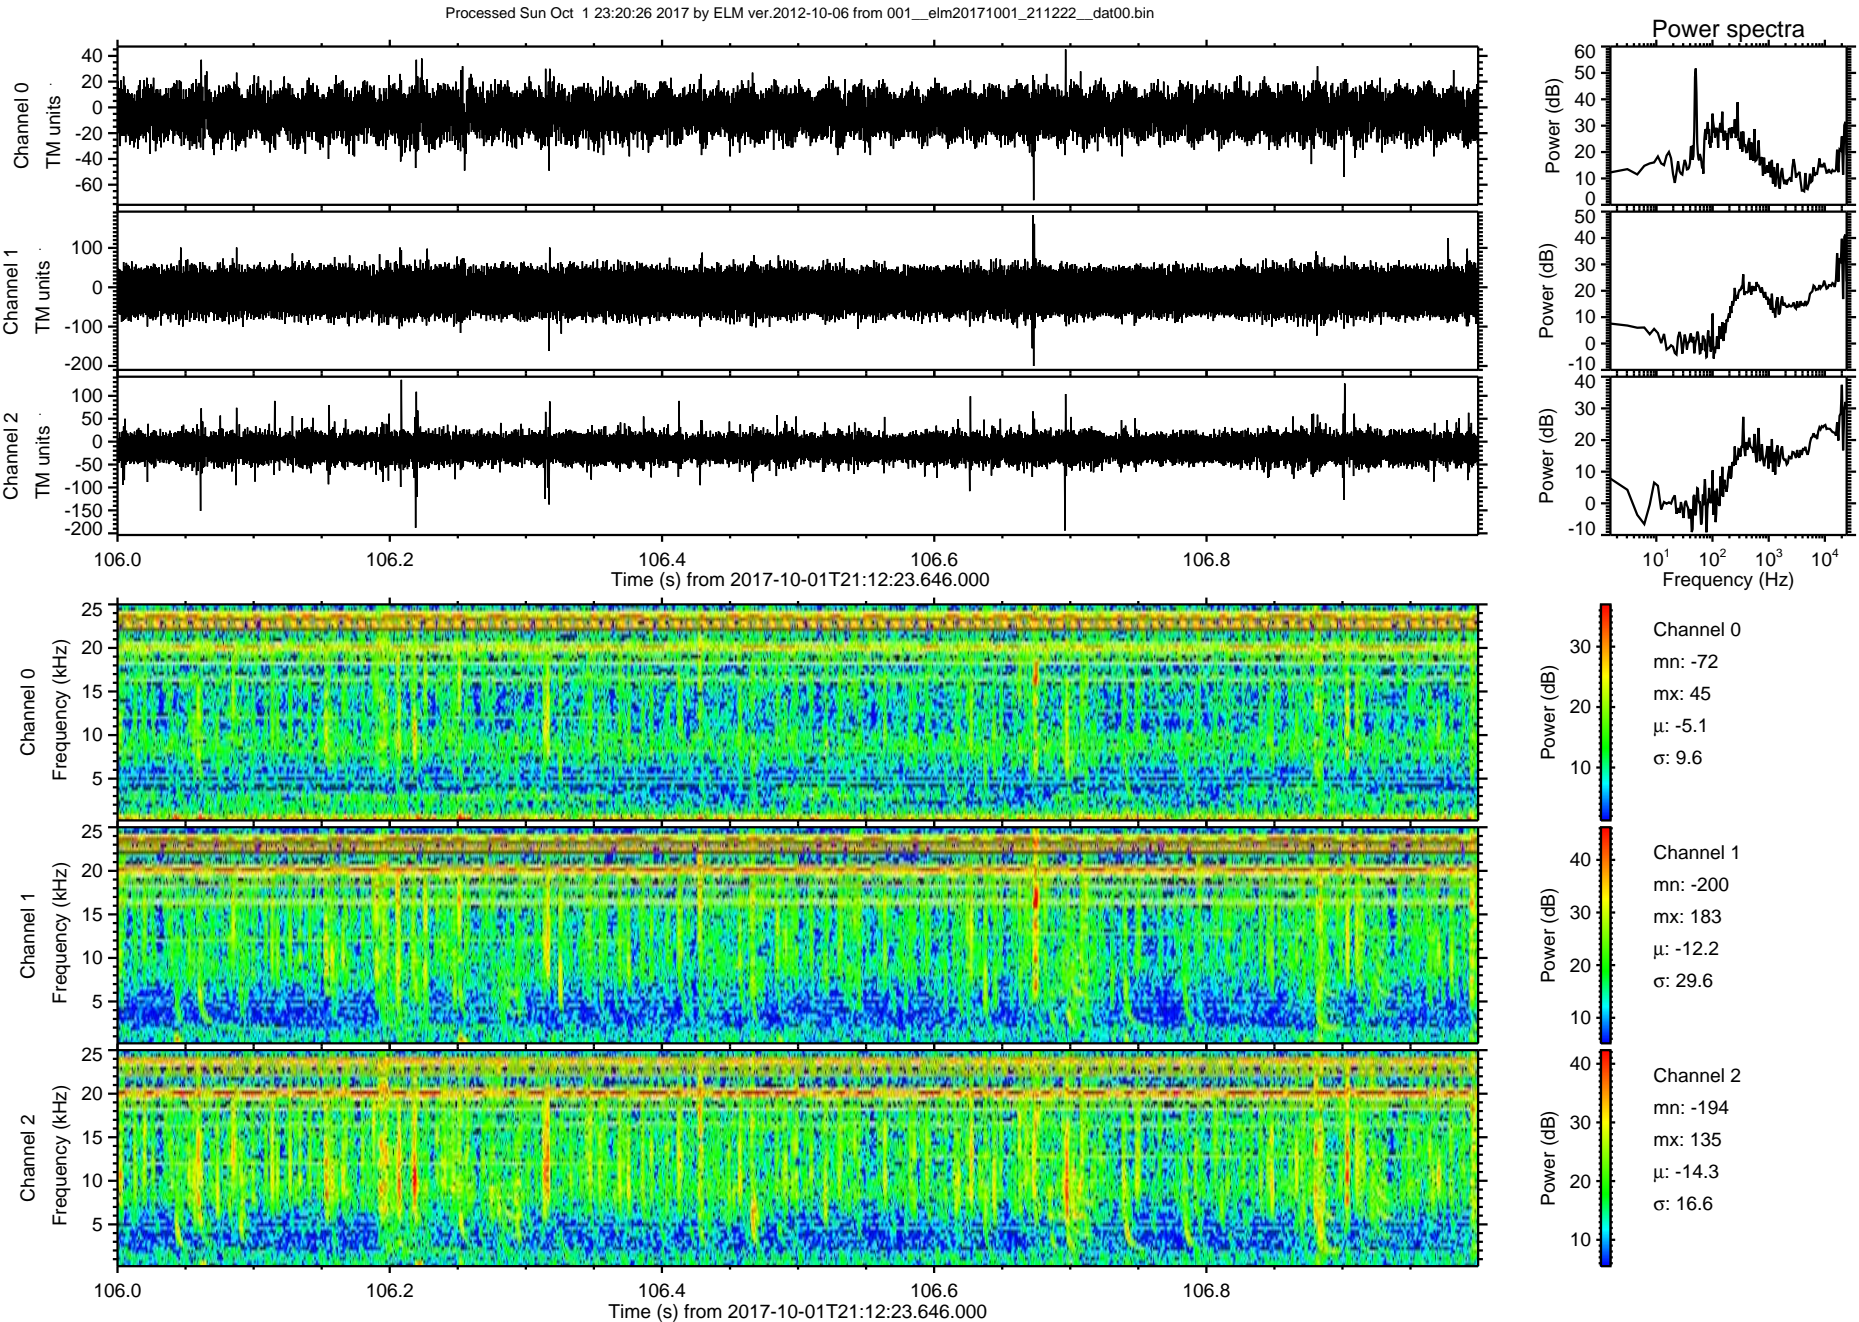 Processed Sun Oct  1 23:20:26 2017 by ELM ver.2012-10-06 from 001__elm20171001_211222__dat00.bin
Power spectra
Channel 0
TM units
40
20
0
-20
-40
-60
Power (dB)
60
50
40
30
20
10
0
Channel 1
TM units
100
0
-100
-200
Power (dB)
50
40
30
20
10
0
-10
Channel 2
TM units
100
50
0
-50
-100
-150
-200
Power (dB)
40
30
20
10
0
-10
106.0 106.2 106.4 106.6 106.8
Time (s) from 2017-10-01T21:12:23.646.000
10^1 10^2 10^3 10^4
Frequency (Hz)
Channel 0
Frequency (kHz)
25
20
15
10
5
Power (dB)
30
20
10
Channel 0
mn: -72
mx: 45
μ: -5.1
σ: 9.6
Channel 1
Frequency (kHz)
25
20
15
10
5
Power (dB)
40
30
20
10
Channel 1
mn: -200
mx: 183
μ: -12.2
σ: 29.6
Channel 2
Frequency (kHz)
25
20
15
10
5
Power (dB)
40
30
20
10
Channel 2
mn: -194
mx: 135
μ: -14.3
σ: 16.6
106.0 106.2 106.4 106.6 106.8
Time (s) from 2017-10-01T21:12:23.646.000